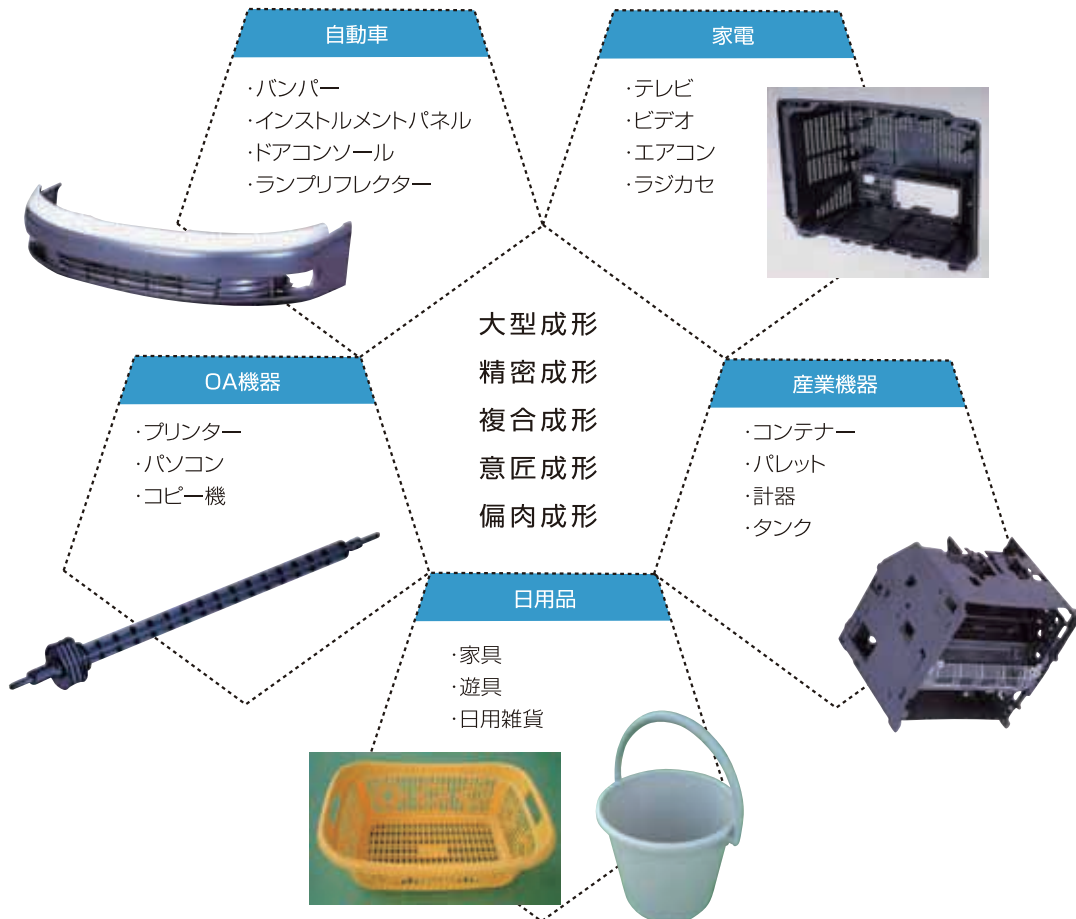 自動車
・バンパー
・インストルメントパネル
・ドアコンソール
・ランプリフレクター
家電
・テレビ
・ビデオ
・エアコン
・ラジカセ
大型成形
精密成形
複合成形
意匠成形
偏肉成形
OA機器
・プリンター
・パソコン
・コピー機
産業機器
・コンテナー
・パレット
・計器
・タンク
日用品
・家具
・遊具
・日用雑貨